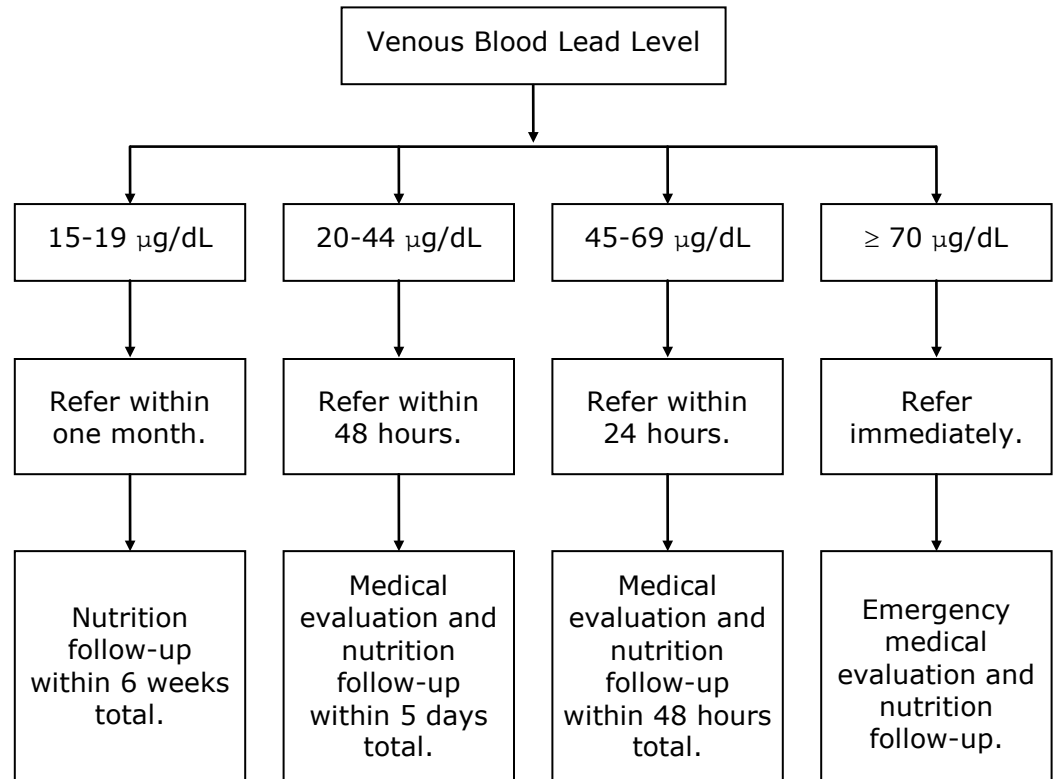 Venous Blood Lead Level
15-19 μg/dL
20-44 μg/dL
45-69 μg/dL
≥ 70 μg/dL
Refer within
one month.
Refer within
48 hours.
Refer within
24 hours.
Refer
immediately.
Nutrition
follow-up
within 6 weeks
total.
Medical
evaluation and
nutrition
follow-up
within 5 days
total.
Medical
evaluation and
nutrition
follow-up
within 48 hours
total.
Emergency
medical
evaluation and
nutrition
follow-up.